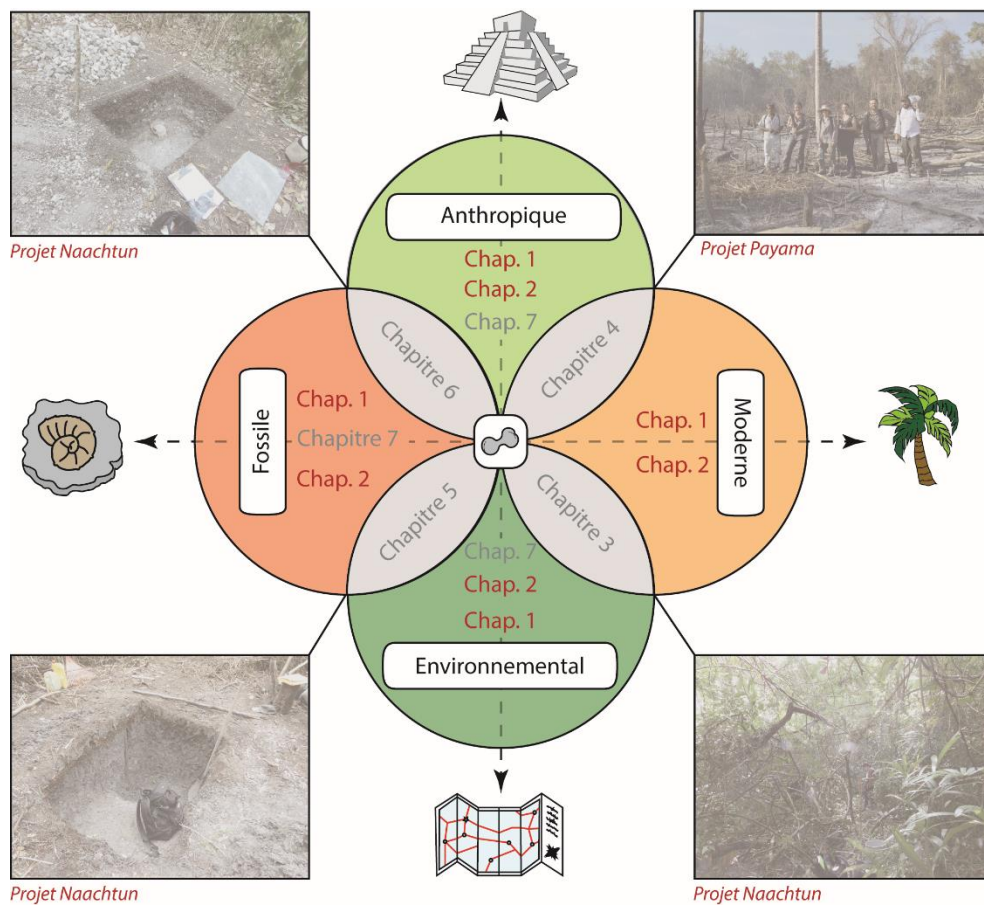 Anthropique
Chap. 1
Chap. 2
Chap. 7
Projet Naachtun
Projet Payama
Chapitre 6
Chapitre 4
Fossile
Chap. 1
Chapitre 7
Chap. 2
Chap. 1
Chap. 2
Moderne
Chapitre 5
Chapitre 3
Chap. 7
Chap. 2
Chap. 1
Environnemental
Projet Naachtun
Projet Naachtun